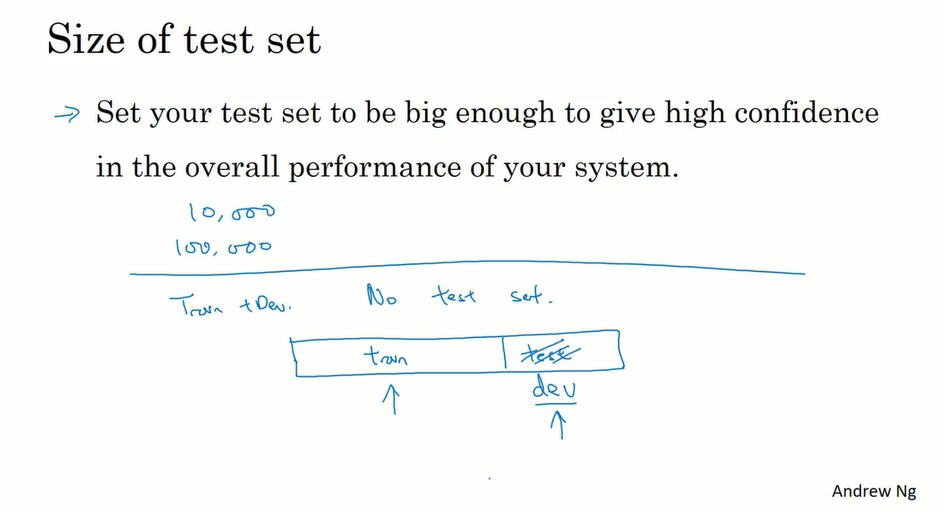 Size of test set
→ Set your test set to be big enough to give high confidence
in the overall performance of your system.
10,000
100,000
Train + Dev. No test set.
train test
dev
Andrew Ng